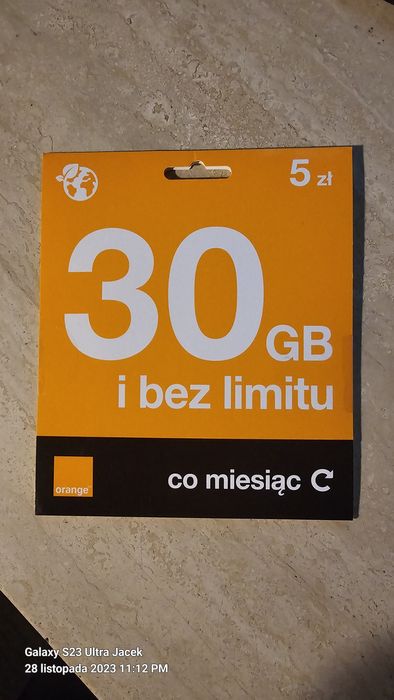 5 zł
30 GB
i bez limitu
orange
co miesiąc
Galaxy S23 Ultra Jacek
28 listopada 2023 11:12 PM